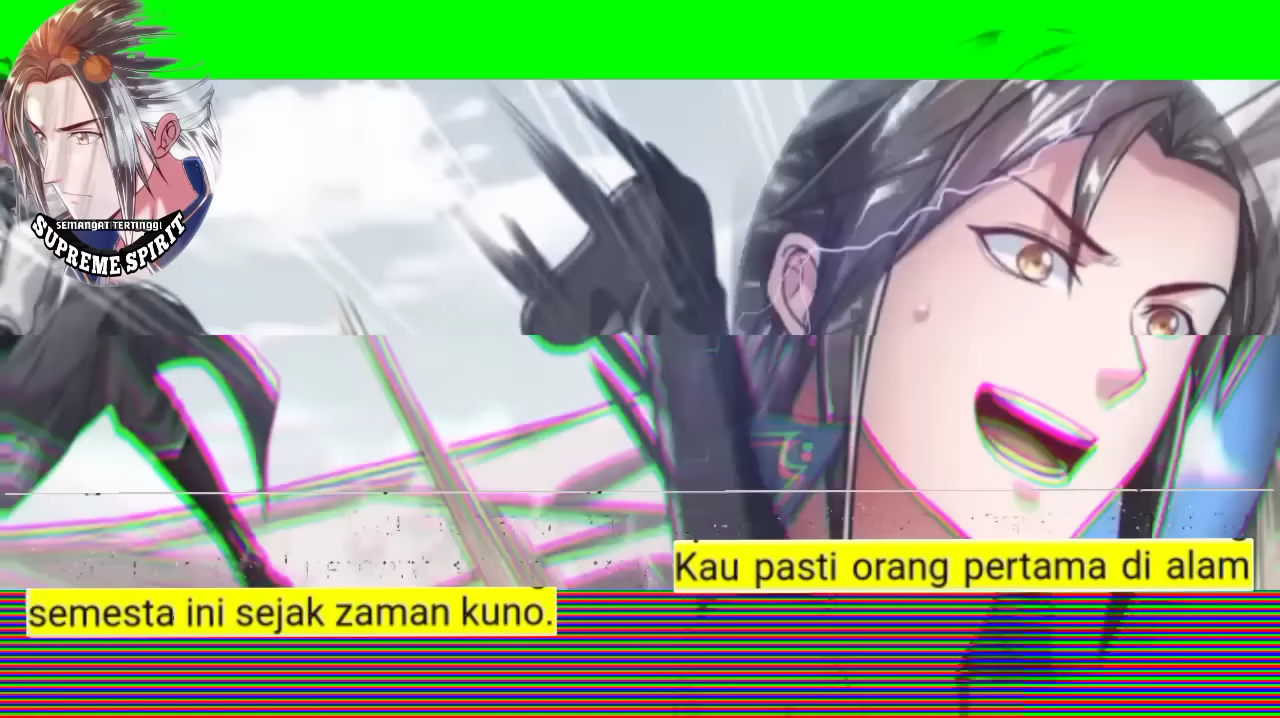 SEMANGAT TERTINGGI
SUPREME SPIRIT
Kau pasti orang pertama di alam
semesta ini sejak zaman kuno.